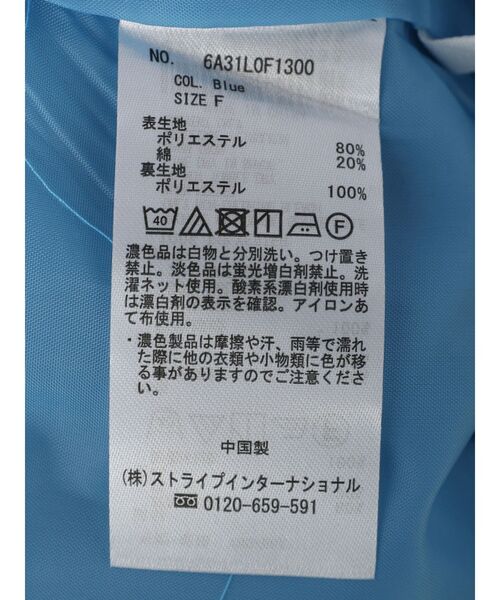 NO. 6A31L0F1300
COL. Blue
SIZE F
表生地
ポリエステル 80%
綿 20%
裏生地
ポリエステル 100%
40 F
濃色品は白物と分別洗い。つけ置き
禁止。淡色品は蛍光増白剤禁止。洗
濯ネット使用。酸素系漂白剤使用時
は漂白剤の表示を確認。アイロンあ
て布使用。
・濃色製品は摩擦や汗、雨等で濡れ
た際に他の衣類や小物類に色が移
る事がありますのでご注意くださ
い。
中国製
(株)ストライプインターナショナル
0120-659-591